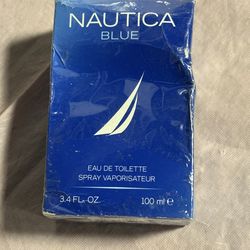 NAUTICA
BLUE
EAU DE TOILETTE
SPRAY VAPORISATEUR
3.4 FL. OZ. 100 ml ℮